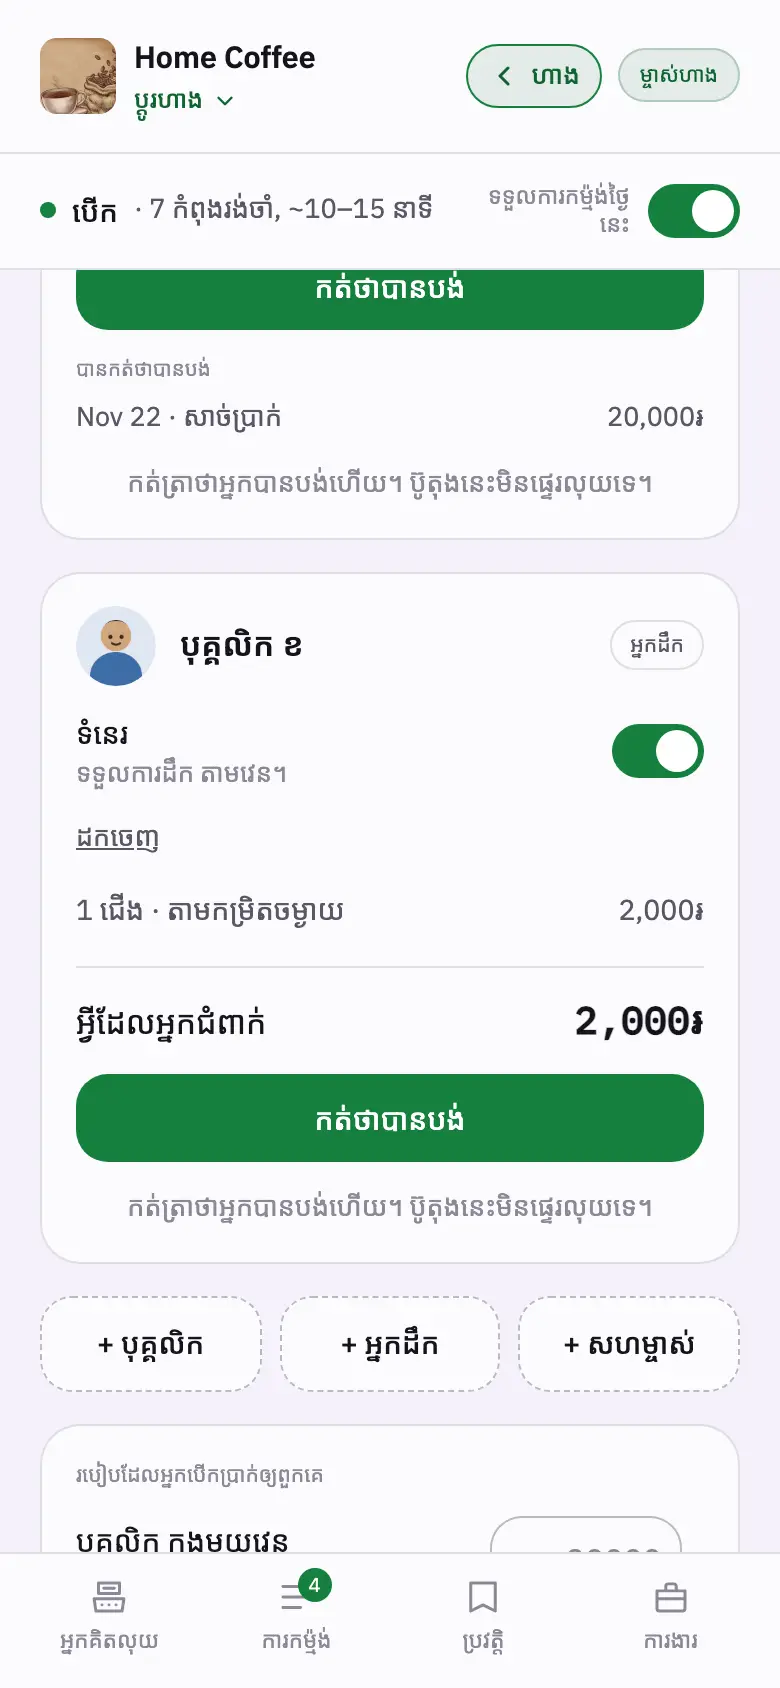 Home Coffee
ប្ដូរហាង
ហាង
ម្ចាស់ហាង
បើក · 7 កំពុងរង់ចាំ, ~10–15 នាទី
ទទួលការកម្ម៉ង់ថ្ងៃ
នេះ
កត់ថាបានបង់
បានកត់ថាបានបង់
Nov 22 · សាច់ប្រាក់ 20,000៛
កត់ត្រាថាអ្នកបានបង់ហើយ។ ប៊ូតុងនេះមិនផ្ទេរលុយទេ។
បុគ្គលិក ខ
អ្នកដឹក
ទំនេរ
ទទួលការដឹក តាមវេន។
ដកចេញ
1 ជើង · តាមកម្រិតចម្ងាយ 2,000៛
អ្វីដែលអ្នកជំពាក់ 2,000៛
កត់ថាបានបង់
កត់ត្រាថាអ្នកបានបង់ហើយ។ ប៊ូតុងនេះមិនផ្ទេរលុយទេ។
+ បុគ្គលិក
+ អ្នកដឹក
+ សហម្ចាស់
របៀបដែលអ្នកបើកប្រាក់ឲ្យពួកគេ
4
អ្នកគិតលុយ
ការកម្ម៉ង់
ប្រវត្តិ
ការងារ